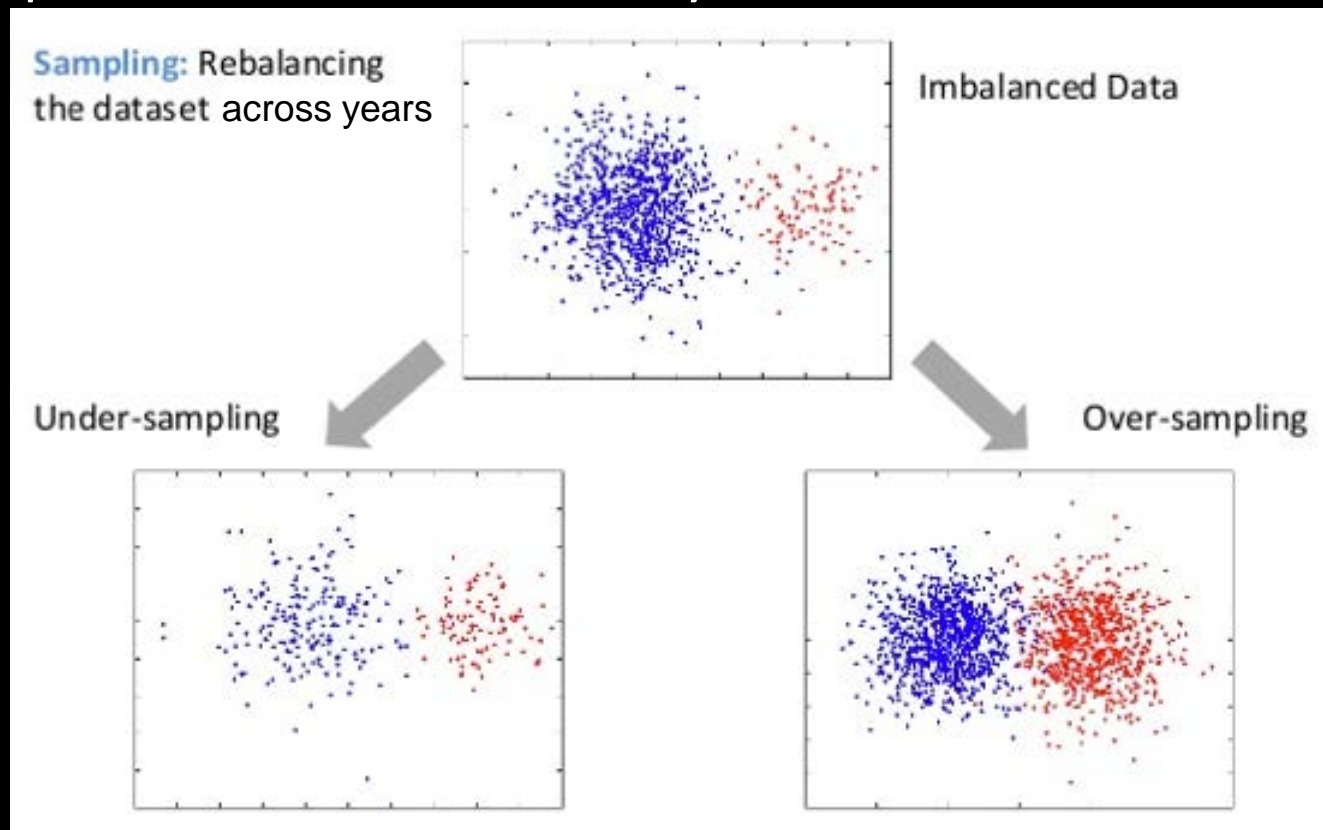 Sampling: Rebalancing
the dataset across years
Imbalanced Data
Under-sampling
Over-sampling